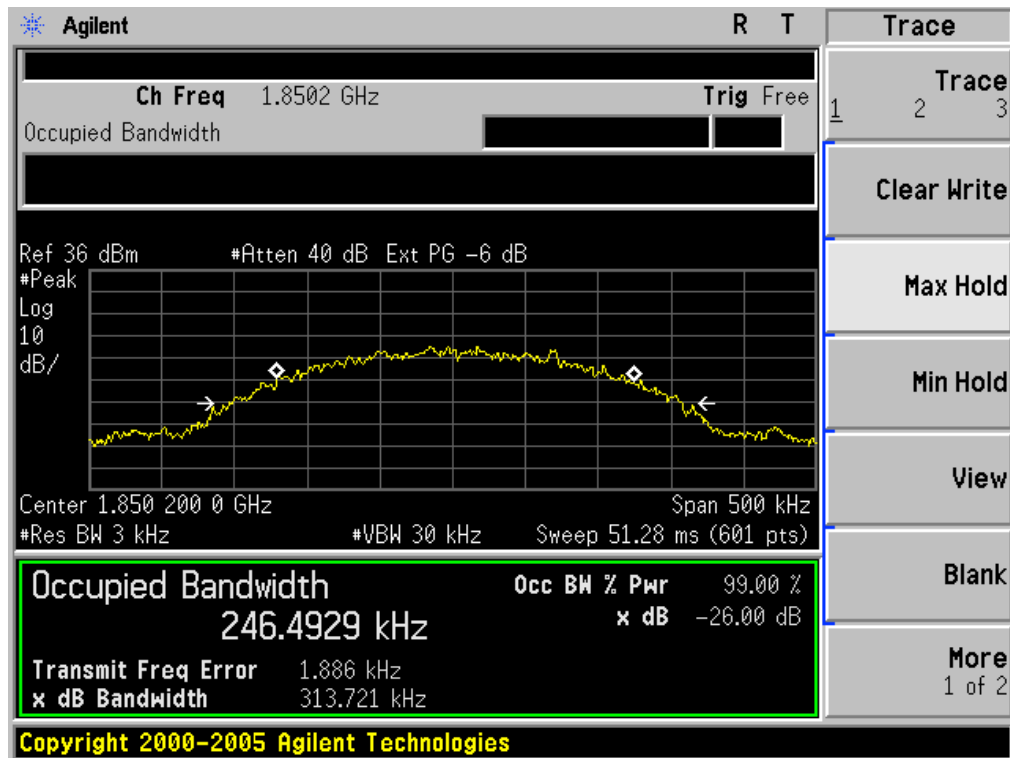 Agilent R T
Ch Freq 1.8502 GHz Trig Free
Occupied Bandwidth
Ref 36 dBm #Atten 40 dB Ext PG -6 dB
#Peak
Log
10
dB/
Center 1.850 200 0 GHz Span 500 kHz
#Res BW 3 kHz #VBW 30 kHz Sweep 51.28 ms (601 pts)
Occupied Bandwidth Occ BW % Pwr 99.00 %
246.4929 kHz x dB -26.00 dB
Transmit Freq Error 1.886 kHz
x dB Bandwidth 313.721 kHz
Copyright 2000-2005 Agilent Technologies
Trace
Trace
1 2 3
Clear Write
Max Hold
Min Hold
View
Blank
More
1 of 2